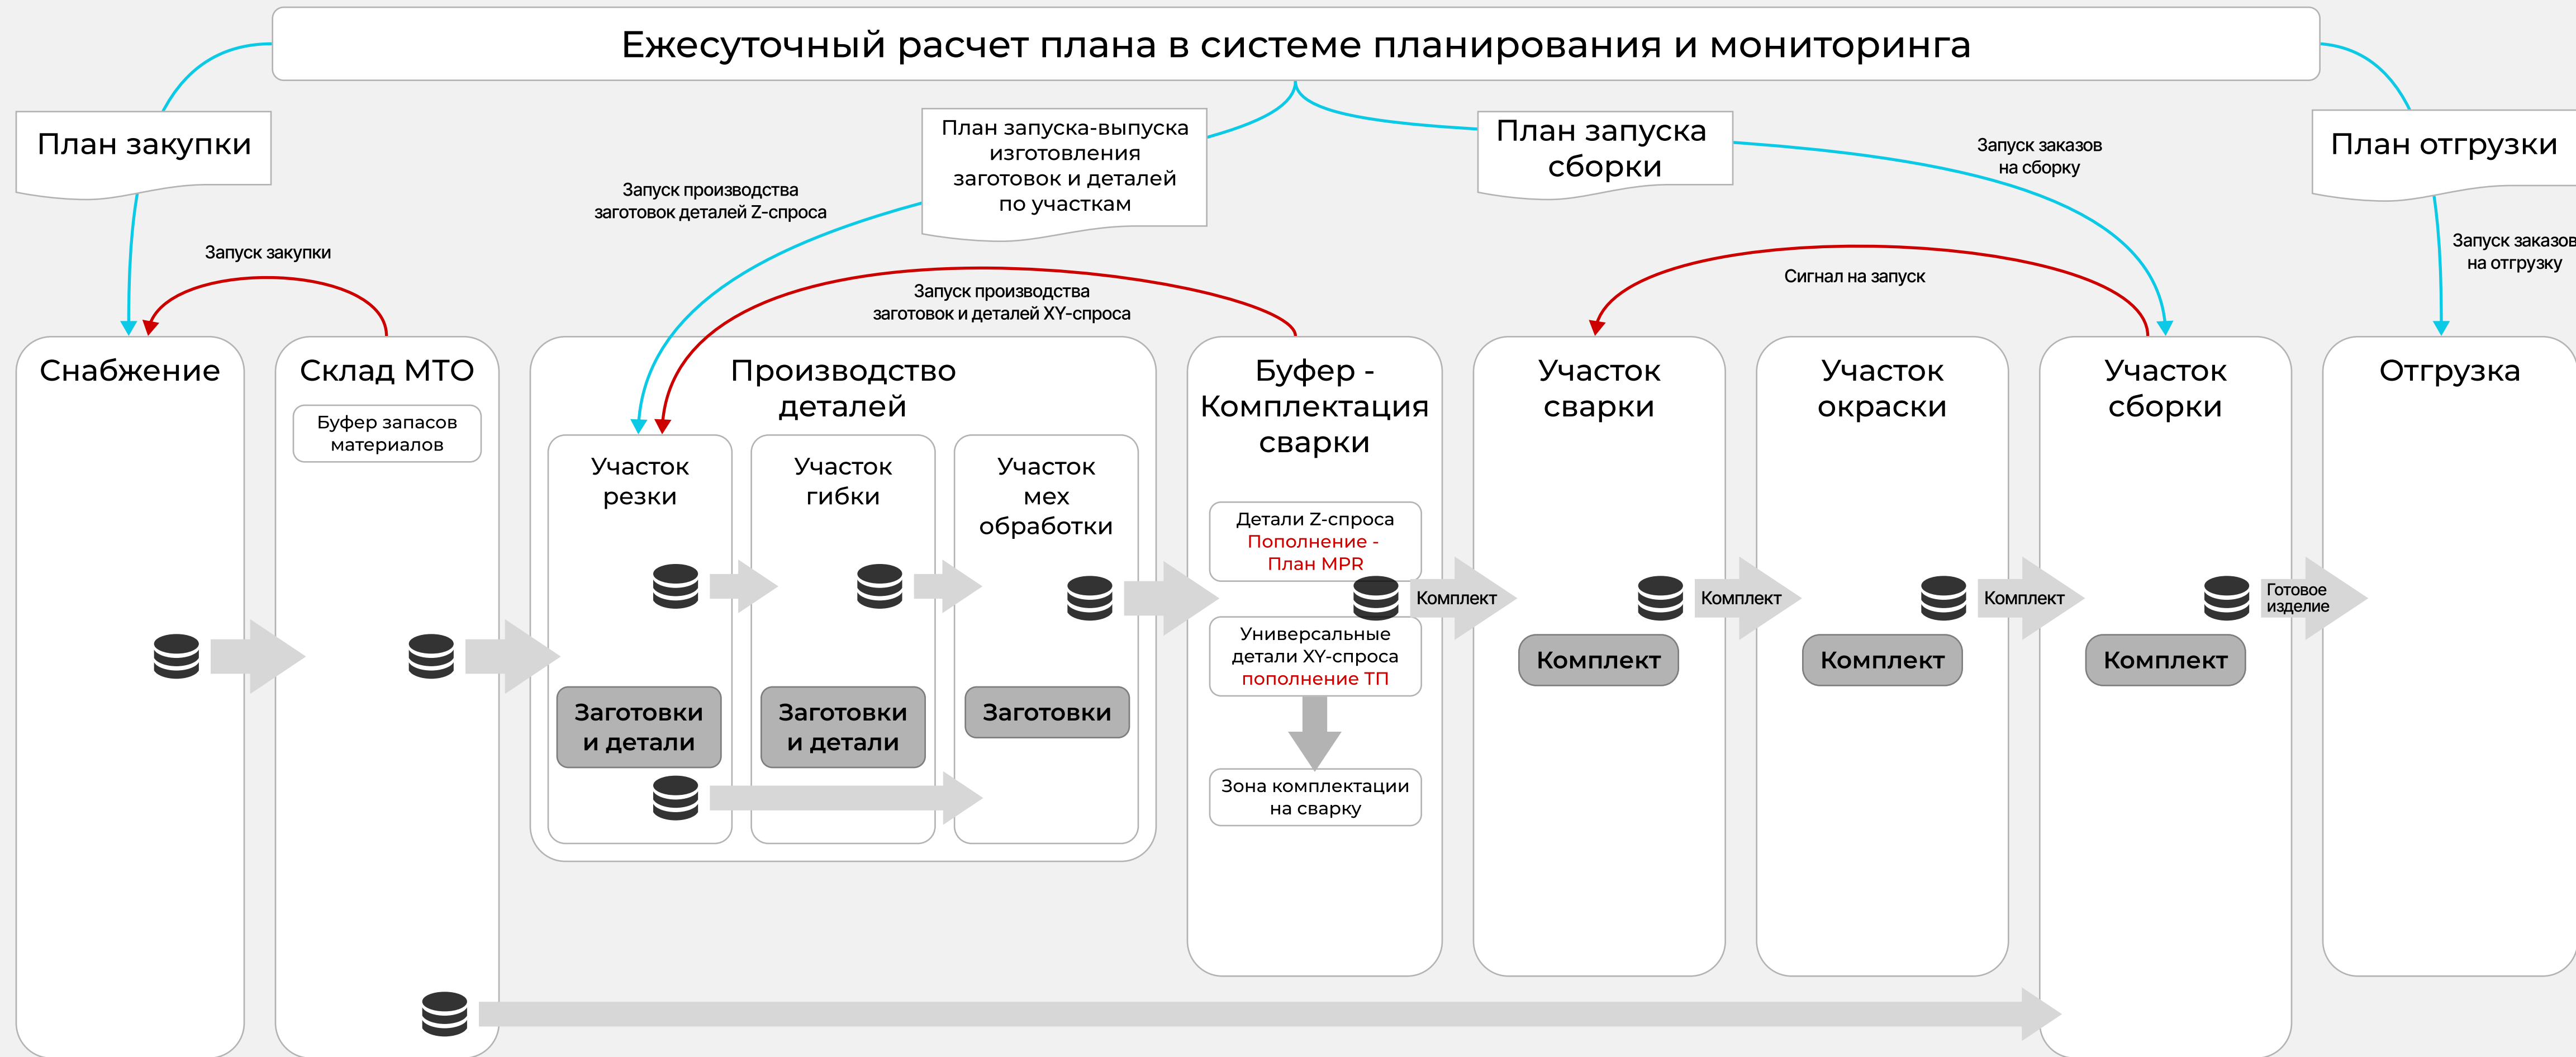 Ежесуточный расчет плана в системе планирования и мониторинга
План закупки
План запуска-выпуска
изготовления
заготовок и деталей
по участкам
План запуска
сборки
План отгрузки
Запуск заказов
на сборку
Запуск производства
заготовок деталей Z-спроса
Запуск закупки
Запуск производства
заготовок и деталей XY-спроса
Сигнал на запуск
Запуск заказов
на отгрузку
Снабжение
Склад МТО
Буфер запасов
материалов
Производство
деталей
Участок
резки
Участок
гибки
Участок
мех
обработки
Заготовки
и детали
Заготовки
и детали
Заготовки
Буфер -
Комплектация
сварки
Детали Z-спроса
Пополнение -
План MPR
Универсальные
детали XY-спроса
пополнение ТП
Зона комплектации
на сварку
Комплект
Участок
сварки
Комплект
Комплект
Участок
окраски
Комплект
Комплект
Участок
сборки
Комплект
Готовое
изделие
Отгрузка